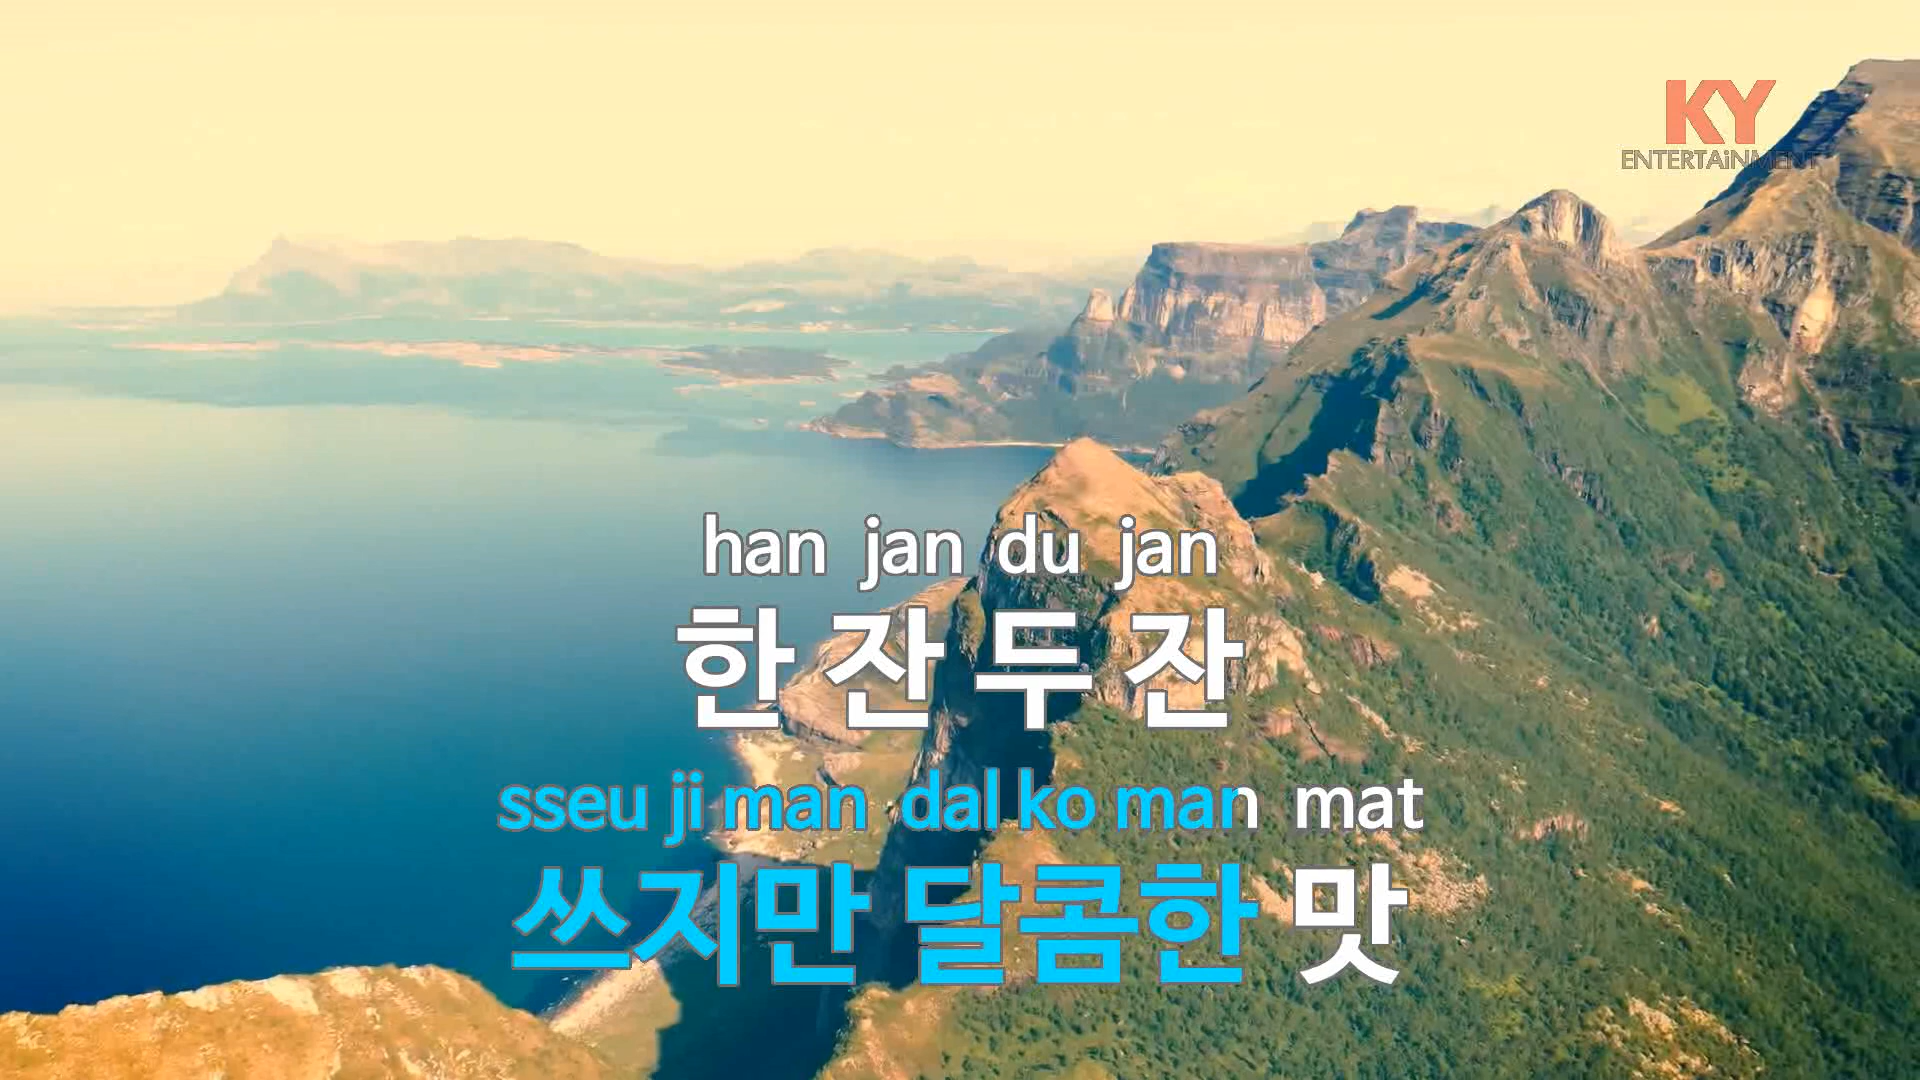 KY
ENTERTAiNMENT
han jan du jan
한 잔 두 잔
sseu ji man dal ko man mat
쓰지만 달콤한 맛